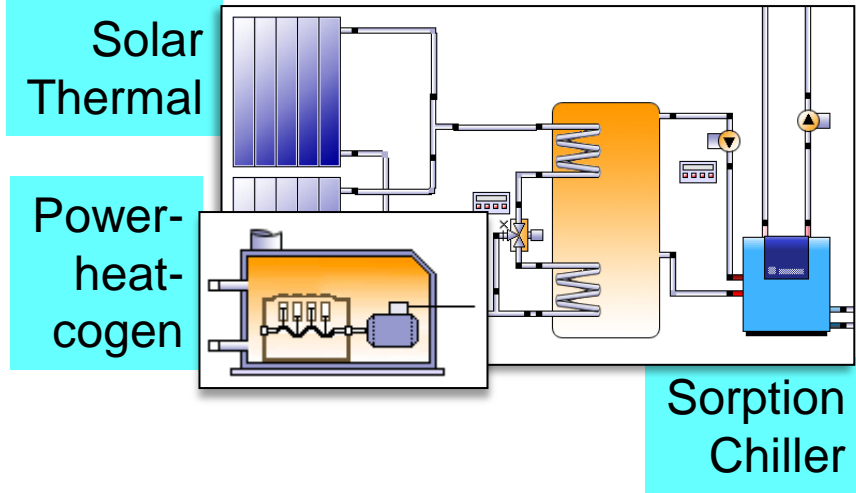 Solar
Thermal
Power-
heat-
cogen
Sorption
Chiller